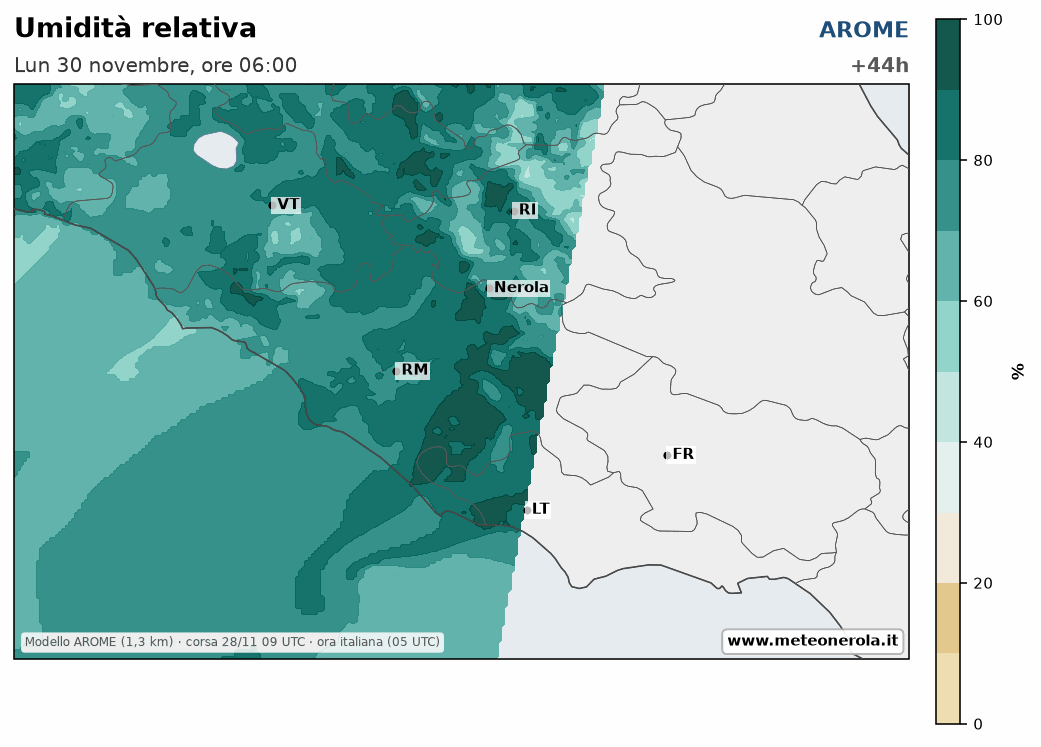 Umidità relativa
AROME
Lun 30 novembre, ore 06:00
+44h
VT
RI
Nerola
RM
FR
LT
Modello AROME (1,3 km) · corsa 28/11 09 UTC · ora italiana (05 UTC)
www.meteonerola.it
100
80
60
40
20
0
%